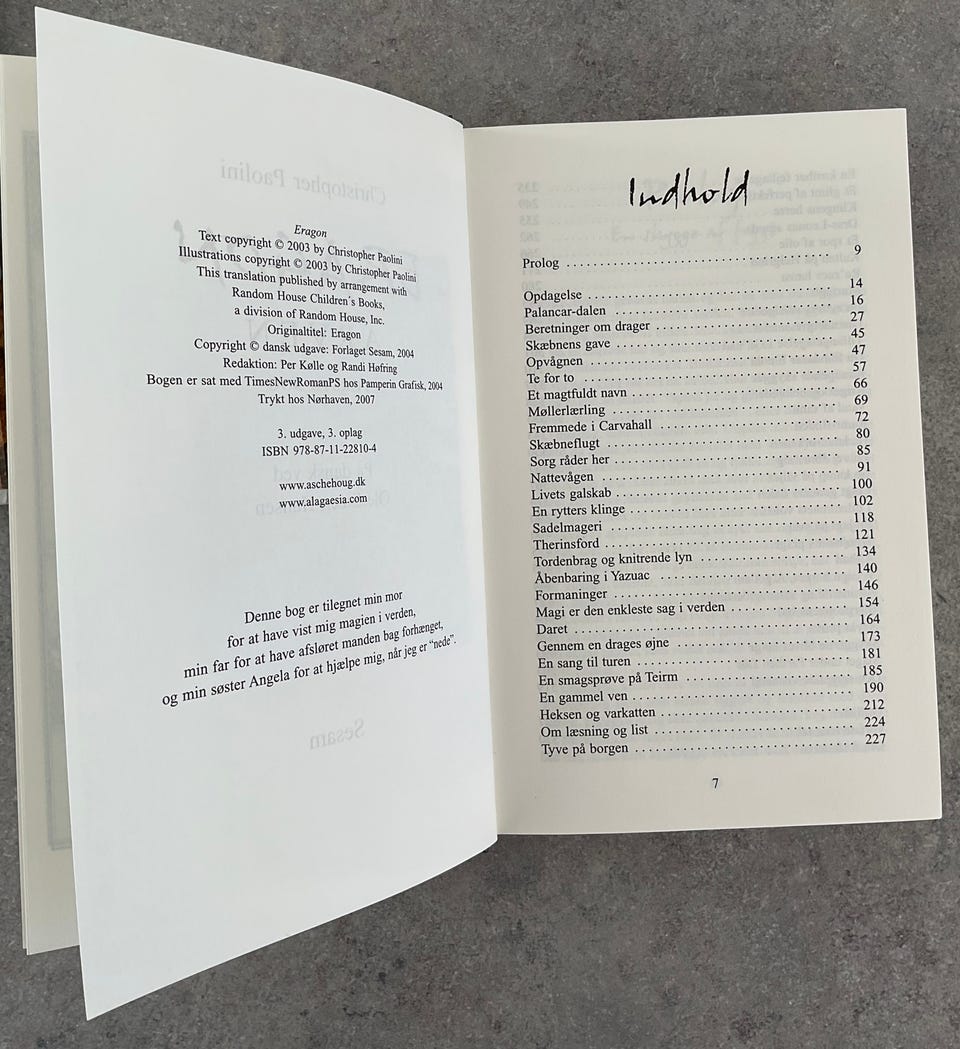 Eragon
Text copyright © 2003 by Christopher Paolini
Illustrations copyright © 2003 by Christopher Paolini
This translation published by arrangement with
Random House Children´s Books,
a division of Random House, Inc.
Originaltitel: Eragon
Copyright © dansk udgave: Forlaget Sesam, 2004
Redaktion: Per Kølle og Randi Høfring
Bogen er sat med TimesNewRomanPS hos Pamperin Grafisk, 2004
Trykt hos Nørhaven, 2007
3. udgave, 3. oplag
ISBN 978-87-11-22810-4
www.aschehoug.dk
www.alagaesia.com
Denne bog er tilegnet min mor
for at have vist mig magien i verden,
min far for at have afsløret manden bag forhænget,
og min søster Angela for at hjælpe mig, når jeg er “nede”.
Indhold
Prolog 9
Opdagelse 14
Palancar-dalen 16
Beretninger om drager 27
Skæbnens gave 45
Opvågnen 47
Te for to 57
Et magtfuldt navn 66
Møllerlærling 69
Fremmede i Carvahall 72
Skæbneflugt 80
Sorg råder her 85
Nattevågen 91
Livets galskab 100
En rytters klinge 102
Sadelmageri 118
Therinsford 121
Tordenbrag og knitrende lyn 134
Åbenbaring i Yazuac 140
Formaninger 146
Magi er den enkleste sag i verden 154
Daret 164
Gennem en drages øjne 173
En sang til turen 181
En smagsprøve på Teirm 185
En gammel ven 190
Heksen og varkatten 212
Om læsning og list 224
Tyve på borgen 227
7